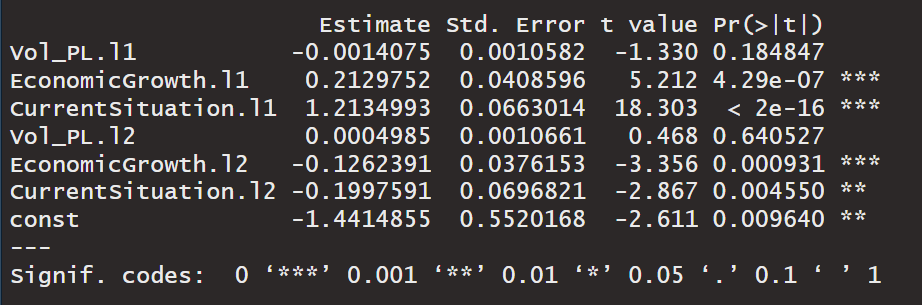 Estimate Std. Error t value Pr(>|t|)
Vol_PL.l1 -0.0014075 0.0010582 -1.330 0.184847
EconomicGrowth.l1 0.2129752 0.0408596 5.212 4.29e-07 ***
CurrentSituation.l1 1.2134993 0.0663014 18.303 < 2e-16 ***
Vol_PL.l2 0.0004985 0.0010661 0.468 0.640527
EconomicGrowth.l2 -0.1262391 0.0376153 -3.356 0.000931 ***
CurrentSituation.l2 -0.1997591 0.0696821 -2.867 0.004550 **
const -1.4414855 0.5520168 -2.611 0.009640 **
---
Signif. codes: 0 ‘***’ 0.001 ‘**’ 0.01 ‘*’ 0.05 ‘.’ 0.1 ‘ ’ 1